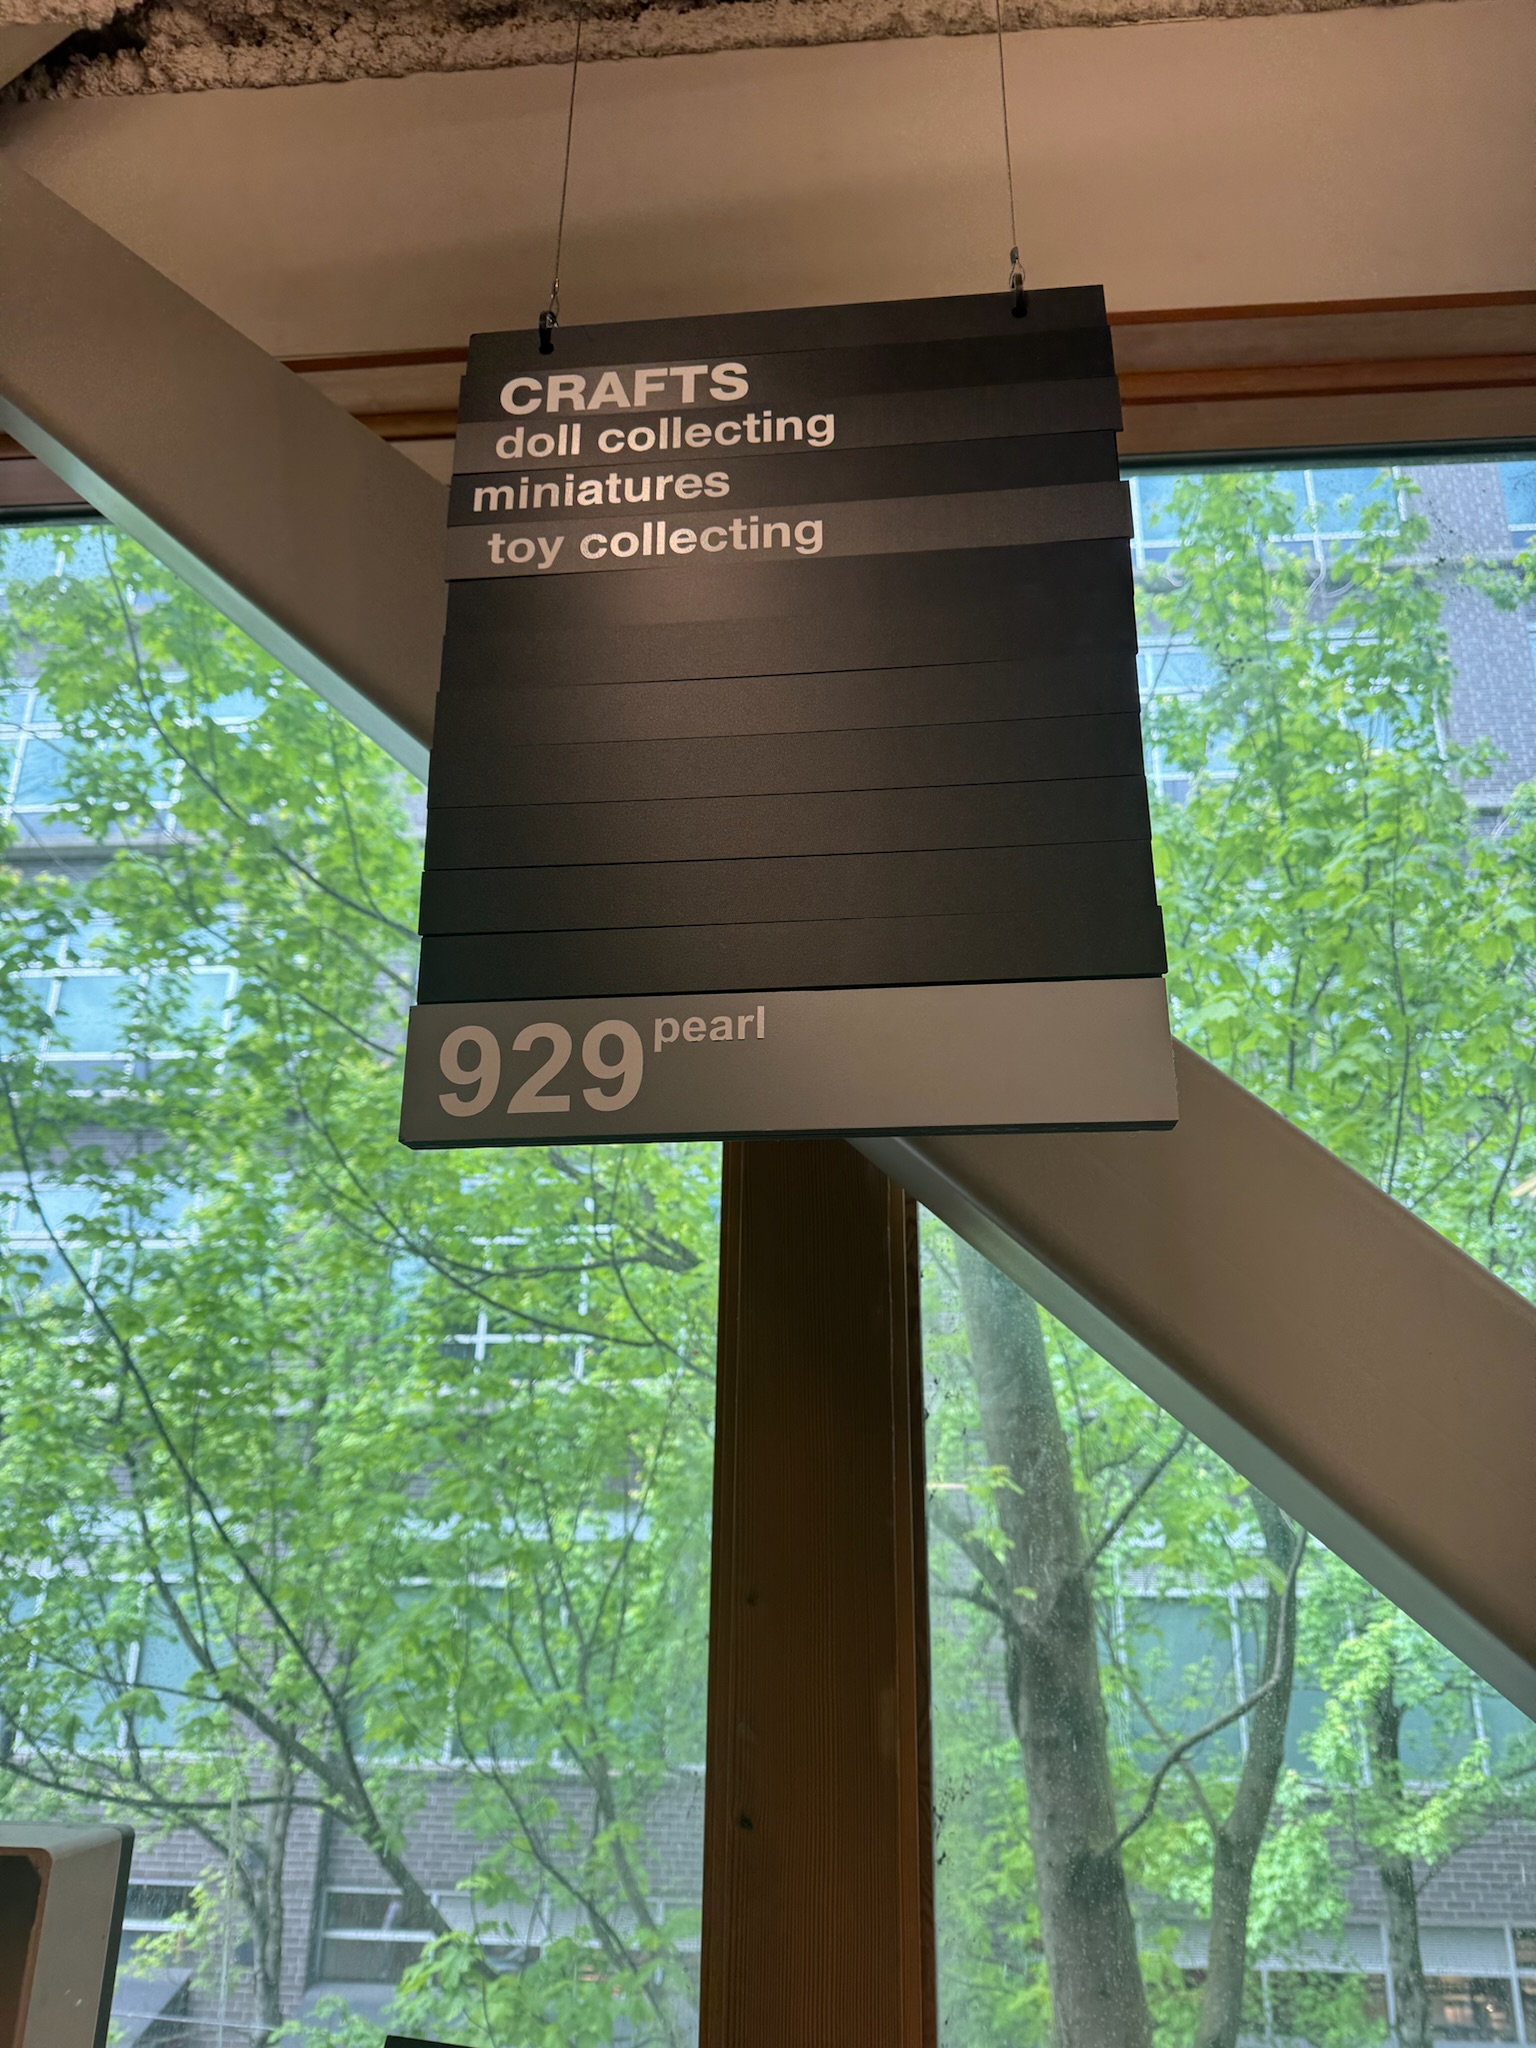 CRAFTS
doll collecting
miniatures
toy collecting
929 pearl